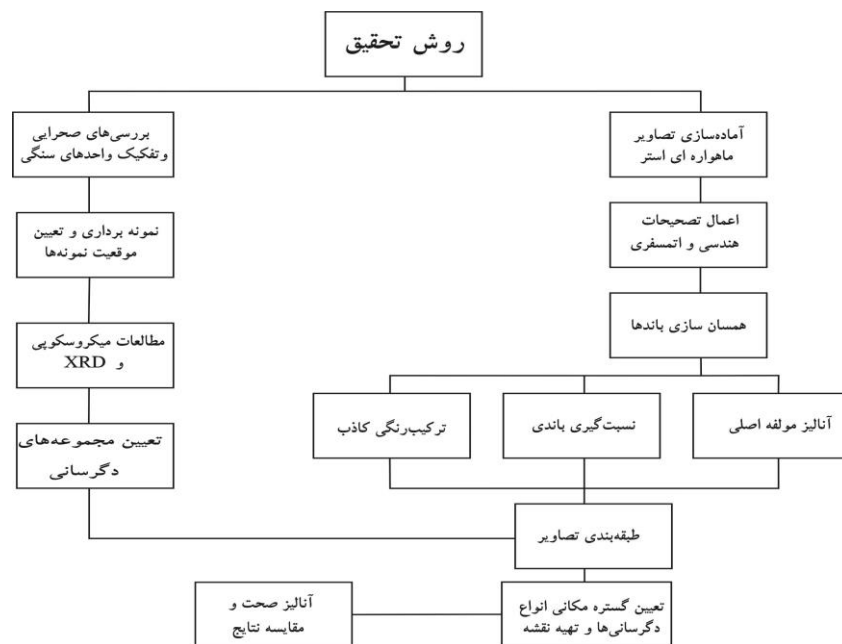 روش تحقیق
آماده‌سازی تصاویر
ماهواره ای استر
اعمال تصحیحات
هندسی و اتمسفری
همسان سازی باندها
آنالیز مولفه اصلی
نسبت‌گیری باندی
ترکیب‌رنگی کاذب
بررسی‌های صحرایی
وتفکیک واحدهای سنگی
نمونه برداری و تعیین
موقعیت نمونه‌ها
مطالعات میکروسکوپی
و XRD
تعیین مجموعه‌های
دگرسانی
طبقه‌بندی تصاویر
تعیین گستره مکانی انواع
دگرسانی‌ها و تهیه نقشه
آنالیز صحت و
مقایسه نتایج